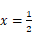 x = 1/2